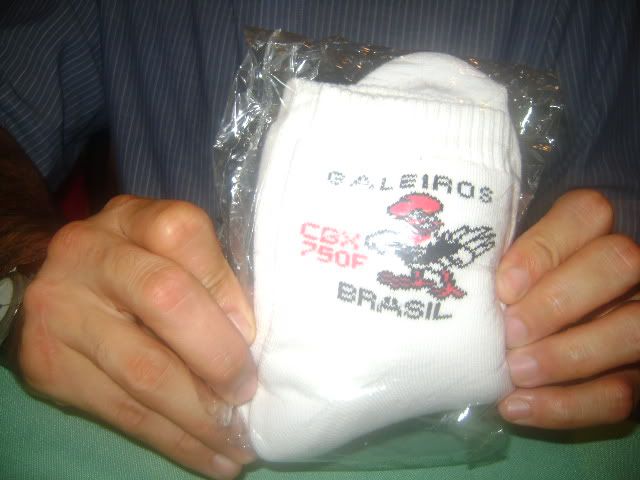 GALEIROS
CBX
750F
BRASIL